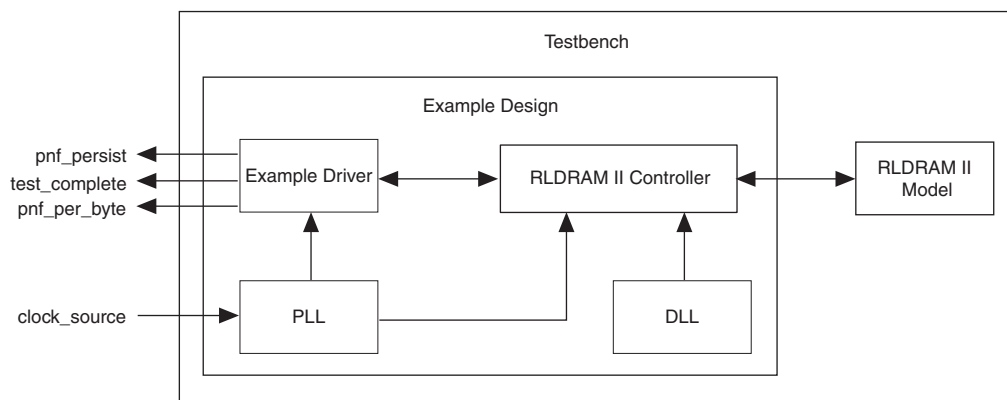 Testbench
Example Design
pnf_persist
test_complete
pnf_per_byte
Example Driver
RLDRAM II Controller
RLDRAM II
Model
clock_source
PLL
DLL